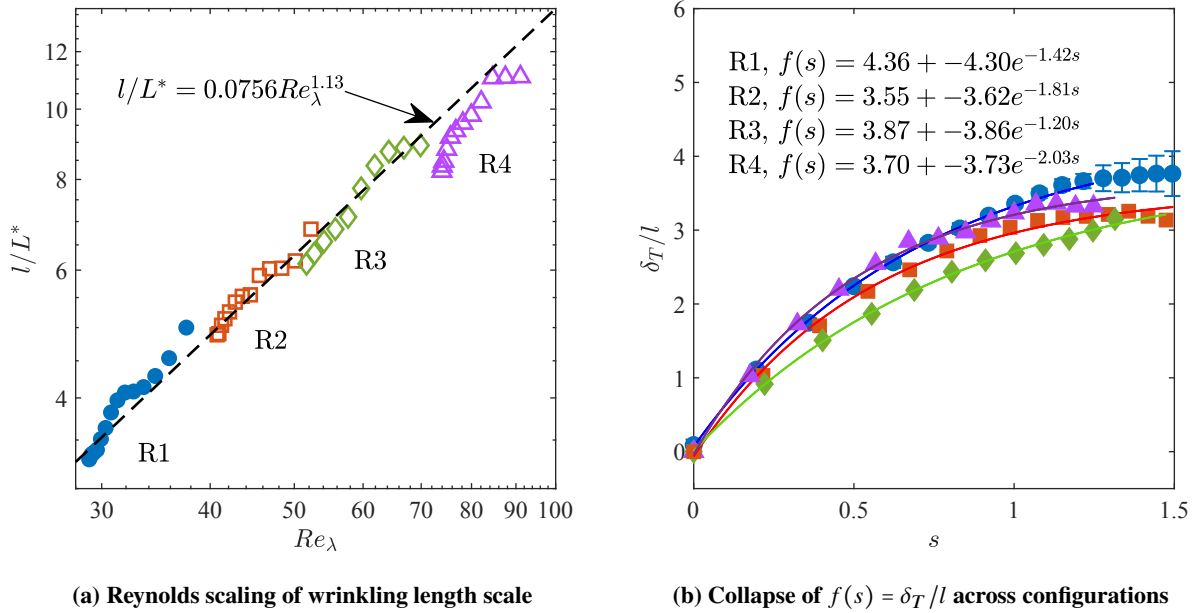 l/L* = 0.0756Re_λ^1.13
R1
R2
R3
R4
4
6
8
10
12
l/L*
30
40
50
60
70
80
90
100
Re_λ
R1, f(s) = 4.36 + −4.30e^−1.42s
R2, f(s) = 3.55 + −3.62e^−1.81s
R3, f(s) = 3.87 + −3.86e^−1.20s
R4, f(s) = 3.70 + −3.73e^−2.03s
0
1
2
3
4
5
6
δ_T/l
0
0.5
1
1.5
s
(a) Reynolds scaling of wrinkling length scale
(b) Collapse of f(s) = δ_T/l across configurations